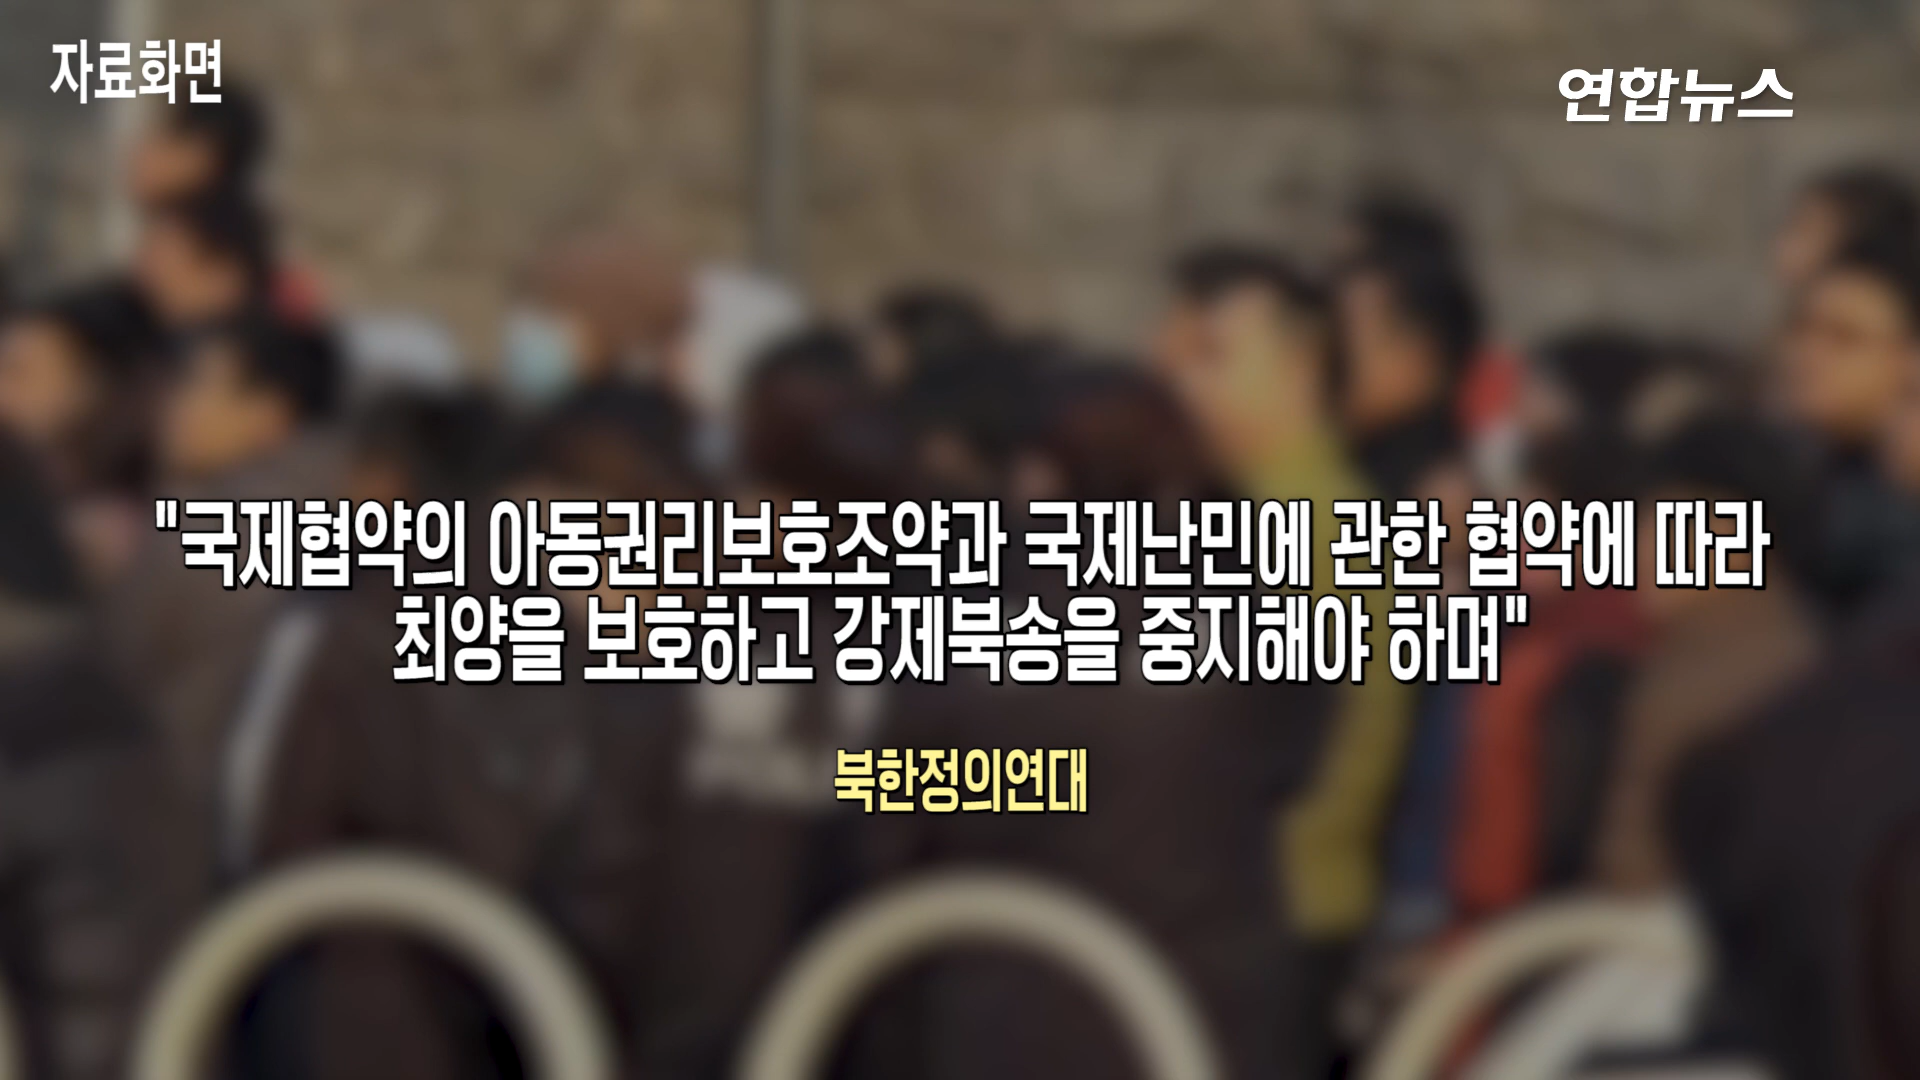 자료화면
연합뉴스
"국제협약의 아동권리보호조약과 국제난민에 관한 협약에 따라
최양을 보호하고 강제북송을 중지해야 하며"
북한정의연대